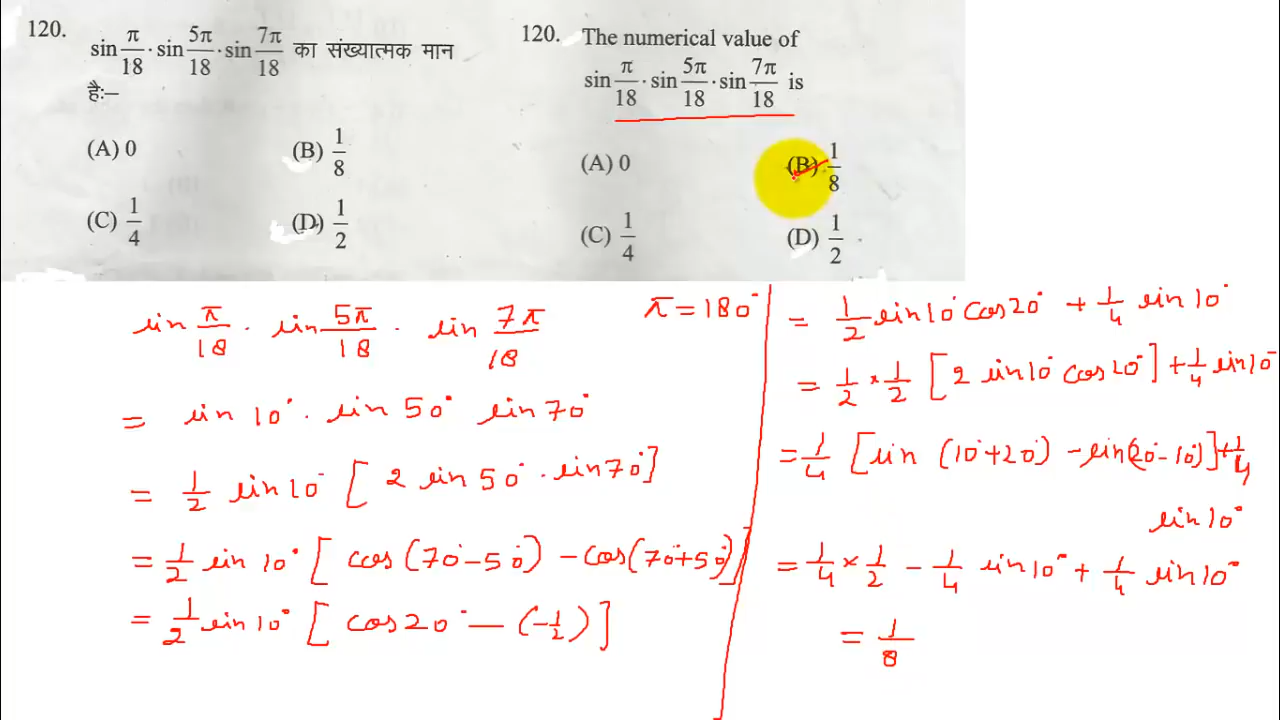 120. sin π/18 · sin 5π/18 · sin 7π/18 का संख्यात्मक मान
है:–
(A) 0 (B) 1/8
(C) 1/4 (D) 1/2
120. The numerical value of
sin π/18 · sin 5π/18 · sin 7π/18 is
(A) 0 (B) 1/8
(C) 1/4 (D) 1/2
sin π/18 · sin 5π/18 · sin 7π/18 π = 180°
= sin 10° · sin 50° sin 70°
= 1/2 sin 10° [2 sin 50° · sin 70°]
= 1/2 sin 10° [cos (70° – 50°) – cos (70° + 50°)]
= 1/2 sin 10° [cos 20° – (–1/2)]
= 1/2 sin 10° cos 20° + 1/4 sin 10°
= 1/2 × 1/2 [2 sin 10° cos 20°] + 1/4 sin 10°
= 1/4 [sin (10° + 20°) – sin (20° – 10°)] + 1/4
sin 10°
= 1/4 × 1/2 – 1/4 sin 10° + 1/4 sin 10°
= 1/8